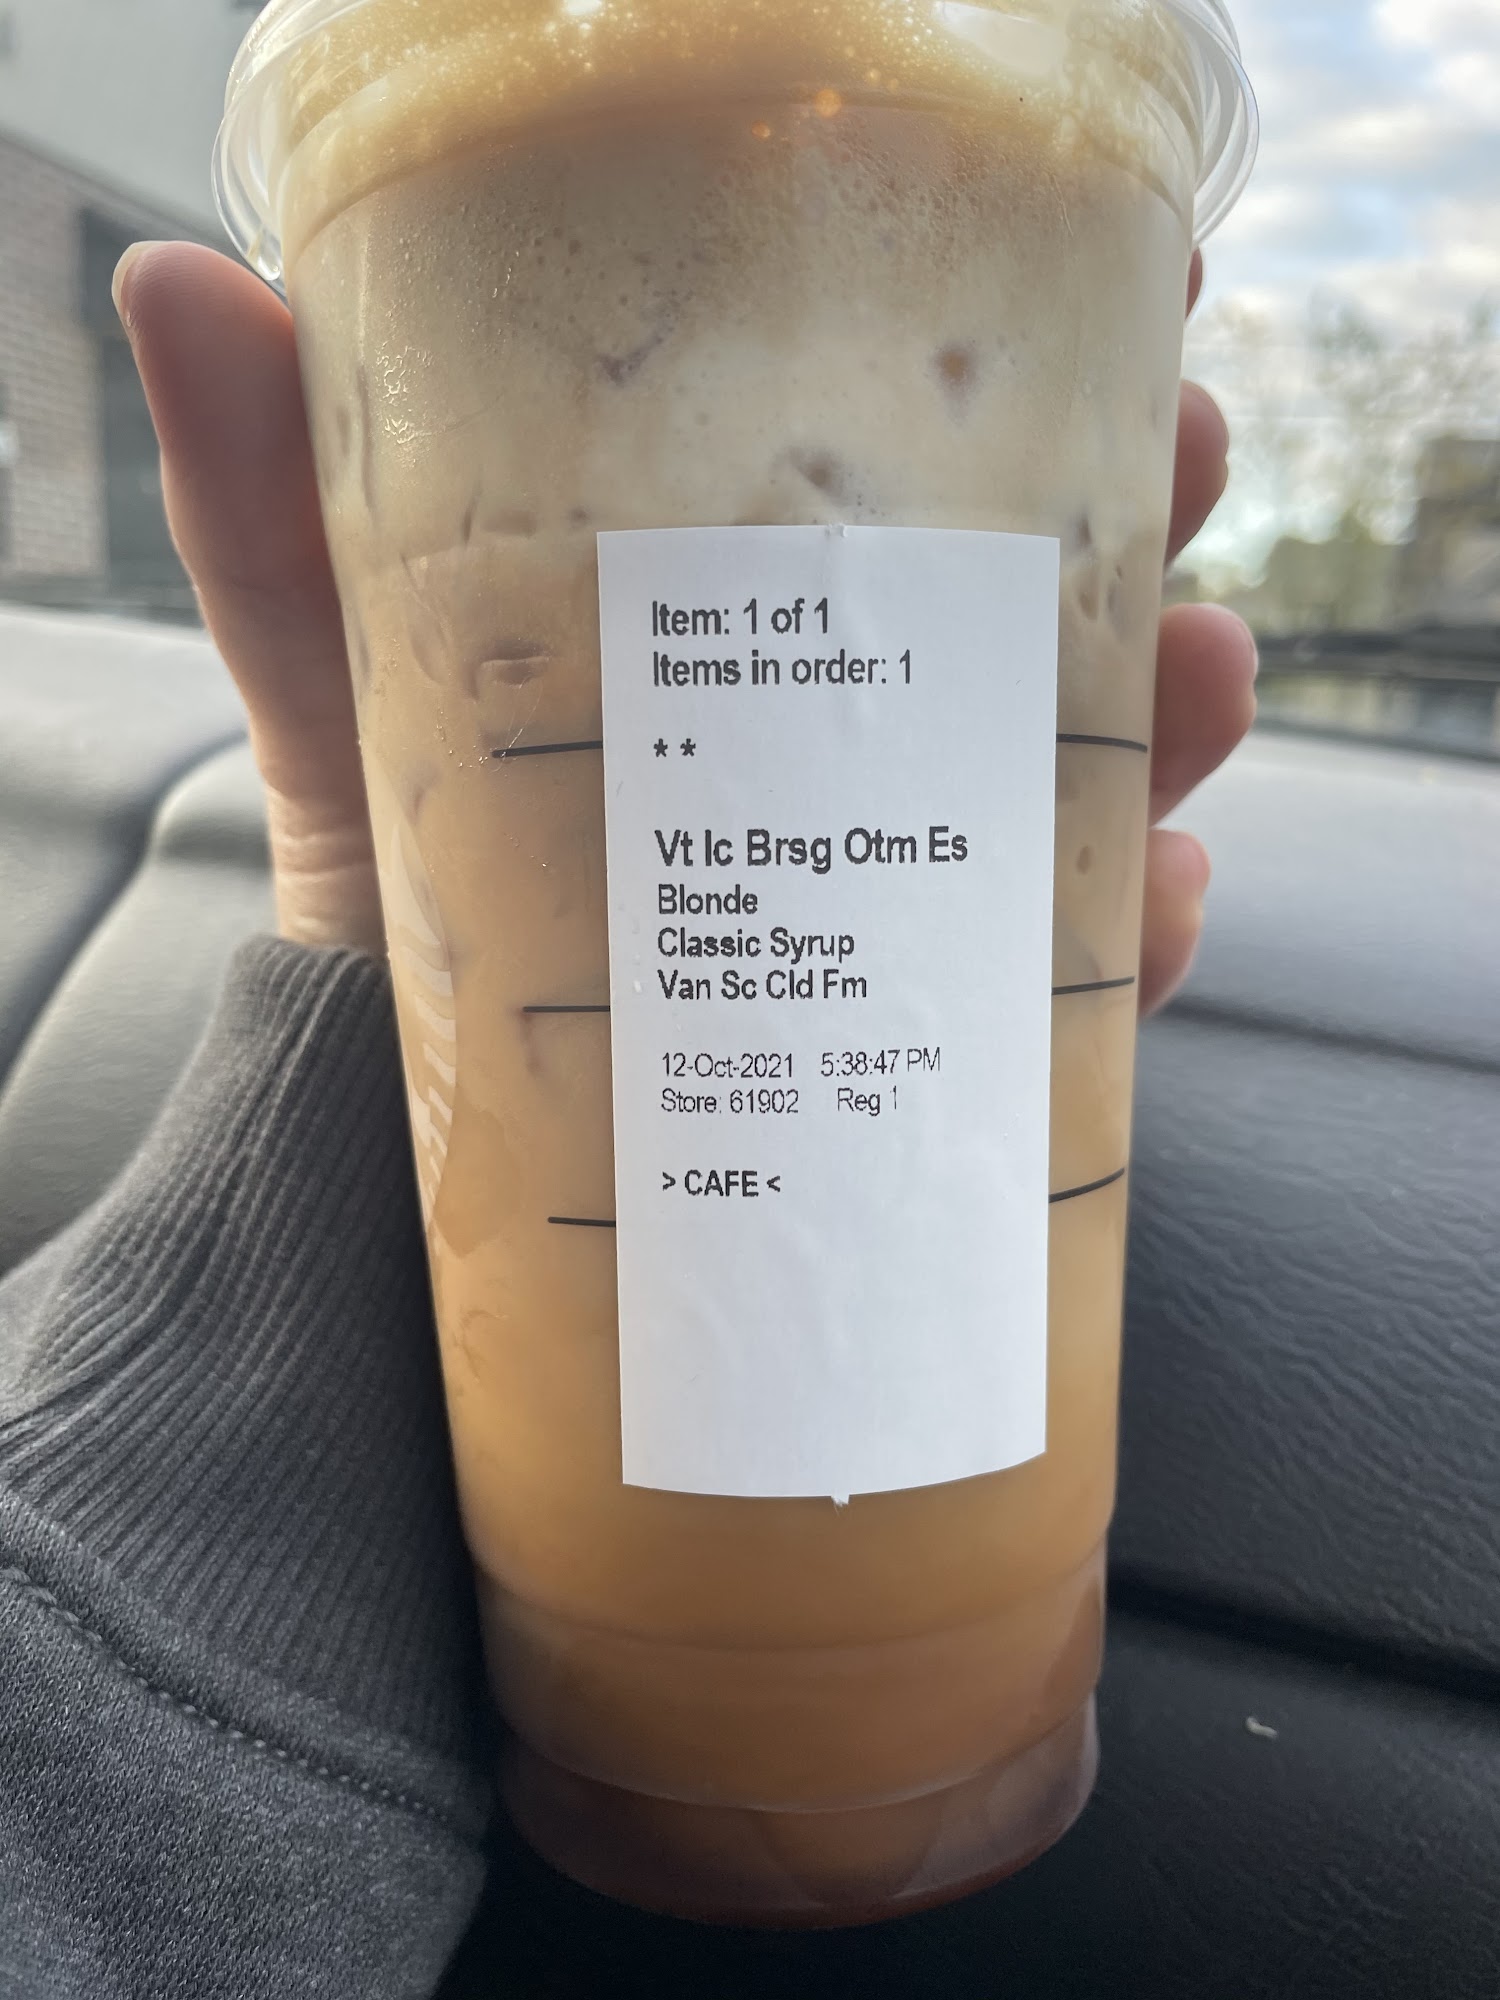 Item: 1 of 1
Items in order: 1
* *
Vt Ic Brsg Otm Es
Blonde
Classic Syrup
Van Sc Cld Fm
12-Oct-2021 5:38:47 PM
Store: 61902 Reg 1
> CAFE <